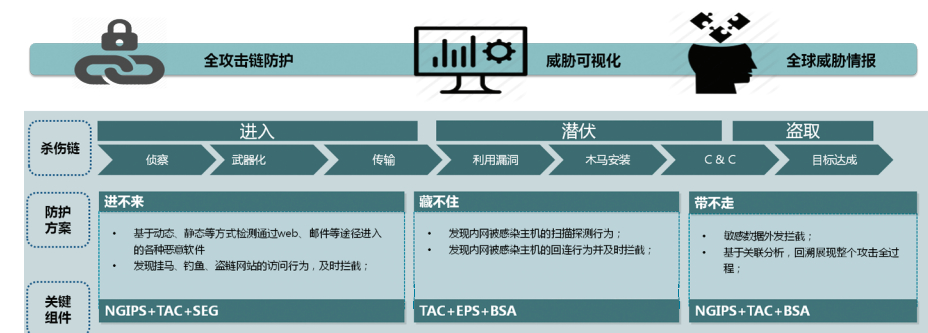 全攻击链防护
威胁可视化
全球威胁情报
杀伤链
进入
潜伏
盗取
侦察
武器化
传输
利用漏洞
木马安装
C & C
目标达成
防护
方案
进不来
• 基于动态、静态等方式检测通过web、邮件等途径进入
的各种恶意软件
• 发现挂马、钓鱼、盗链网站的访问行为，及时拦截；
藏不住
• 发现内网被感染主机的扫描探测行为；
• 发现内网被感染主机的回连行为并及时拦截；
带不走
• 敏感数据外发拦截；
• 基于关联分析，回溯展现整个攻击全过
程；
关键
组件
NGIPS+TAC+SEG
TAC+EPS+BSA
NGIPS+TAC+BSA